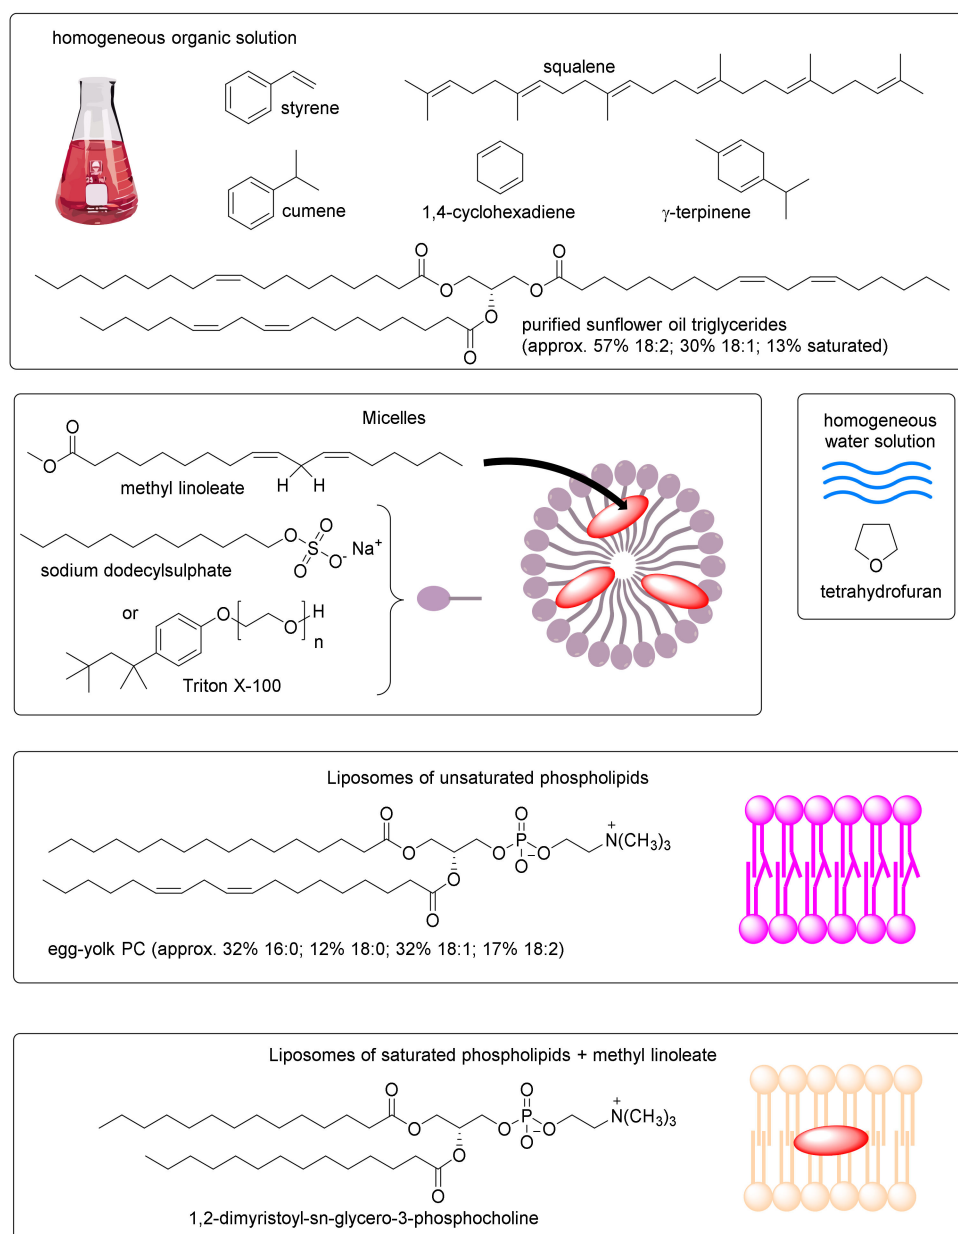 homogeneous organic solution
styrene
squalene
cumene
1,4-cyclohexadiene
γ-terpinene
O
O
O
O
O
O
purified sunflower oil triglycerides
(approx. 57% 18:2; 30% 18:1; 13% saturated)
Micelles
O
O
methyl linoleate
H H
O
O
S
O
O- Na+
sodium dodecylsulphate
or
O
O
H
n
Triton X-100
homogeneous
water solution
O
tetrahydrofuran
Liposomes of unsaturated phospholipids
O
O
O
O
O
P
O
O
−
+
N(CH3)3
O
egg-yolk PC (approx. 32% 16:0; 12% 18:0; 32% 18:1; 17% 18:2)
Liposomes of saturated phospholipids + methyl linoleate
O
O
O
O
O
P
O
O
−
+
N(CH3)3
O
1,2-dimyristoyl-sn-glycero-3-phosphocholine